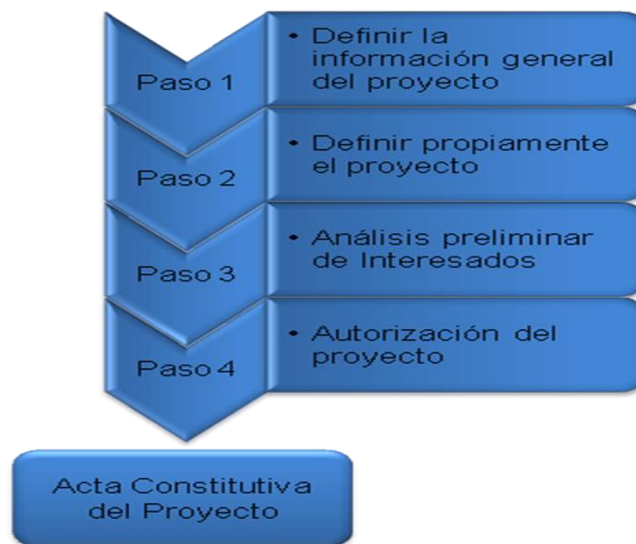 Paso 1
• Definir la
información general
del proyecto
Paso 2
• Definir propiamente
el proyecto
Paso 3
• Análisis preliminar
de Interesados
Paso 4
• Autorización del
proyecto
Acta Constitutiva
del Proyecto